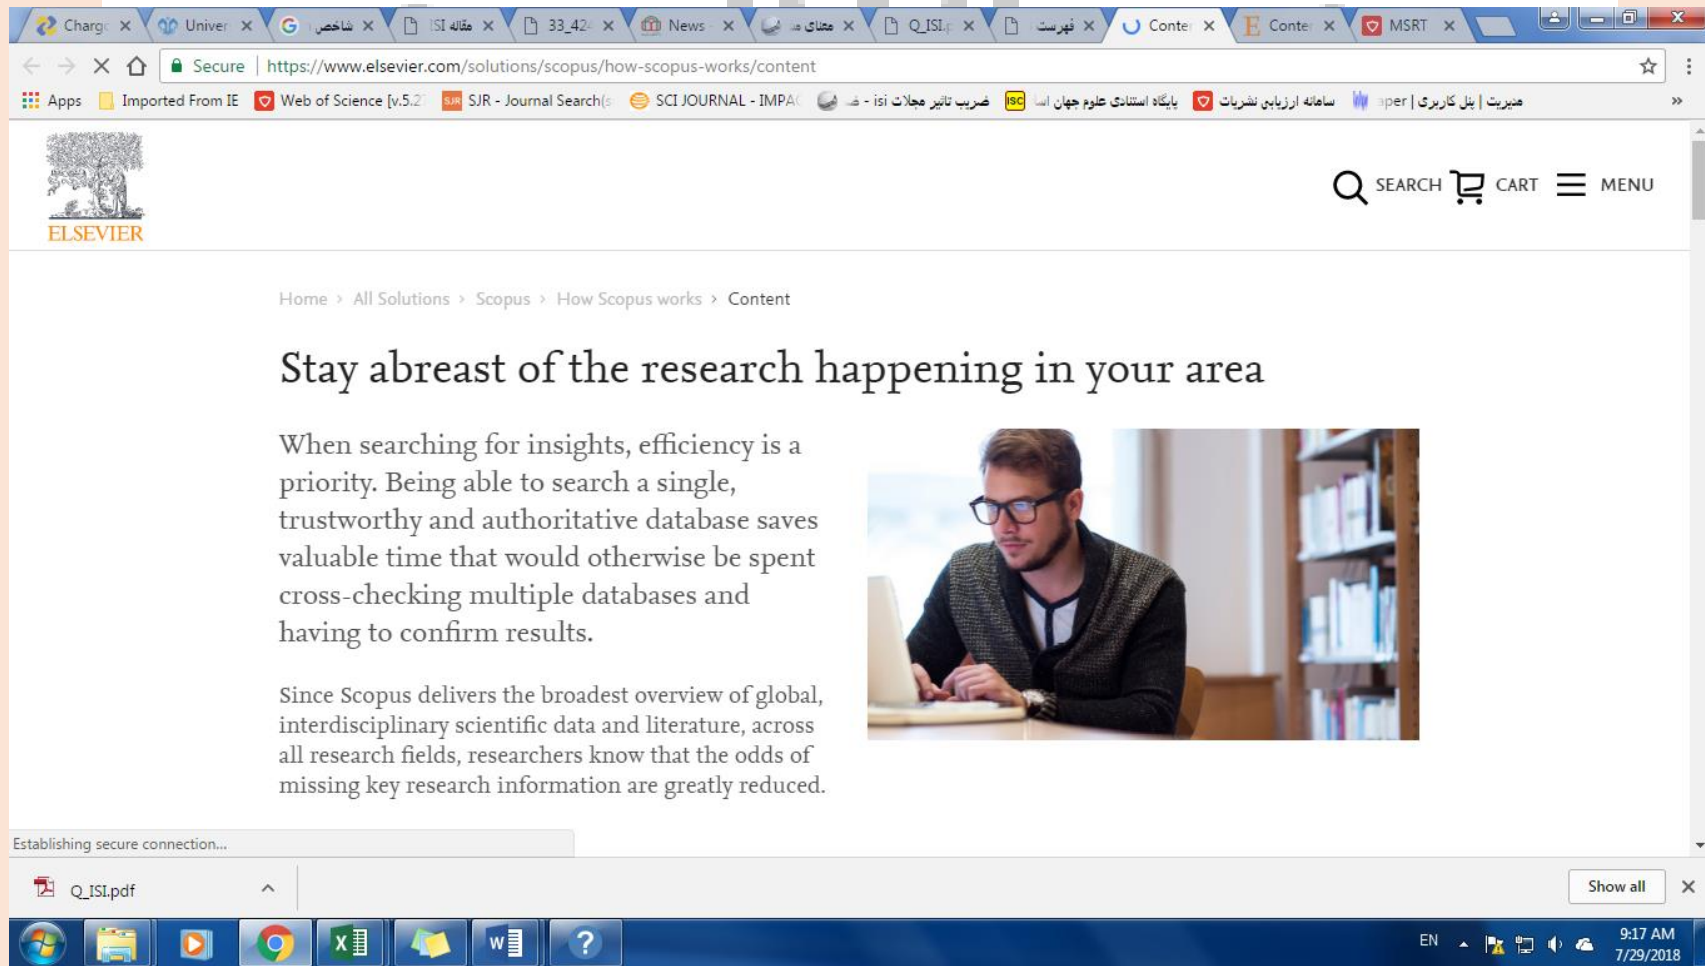 Charg
Univer
شاخص
مقاله ISI
33_424
News
معنای
Q_ISI.p
فهرست
Conte
Conter
MSRT
Secure | https://www.elsevier.com/solutions/scopus/how-scopus-works/content
Apps Imported From IE Web of Science [v.5.2 SJR - Journal Search(s SCI JOURNAL - IMPA ضریب تاثیر مجلات isi پایگاه استنادی علوم جهان سامانه ارزیابی نشریات مدیریت | پنل کاربری | aper »
ELSEVIER
SEARCH CART MENU
Home > All Solutions > Scopus > How Scopus works > Content
Stay abreast of the research happening in your area
When searching for insights, efficiency is a
priority. Being able to search a single,
trustworthy and authoritative database saves
valuable time that would otherwise be spent
cross-checking multiple databases and
having to confirm results.
Since Scopus delivers the broadest overview of global,
interdisciplinary scientific data and literature, across
all research fields, researchers know that the odds of
missing key research information are greatly reduced.
Establishing secure connection...
Q_ISI.pdf
Show all
EN
9:17 AM
7/29/2018